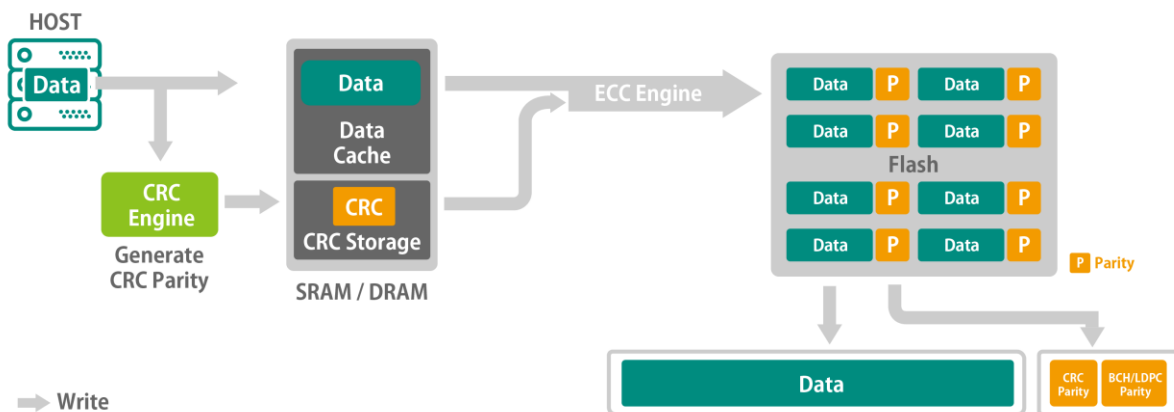 HOST
Data
CRC
Engine
Generate
CRC Parity
Data
Data
Cache
CRC
CRC Storage
SRAM / DRAM
ECC Engine
Data P Data P
Data P Data P
Flash
Data P Data P
Data P Data P
P Parity
Data
CRC
Parity
BCH/LDPC
Parity
Write